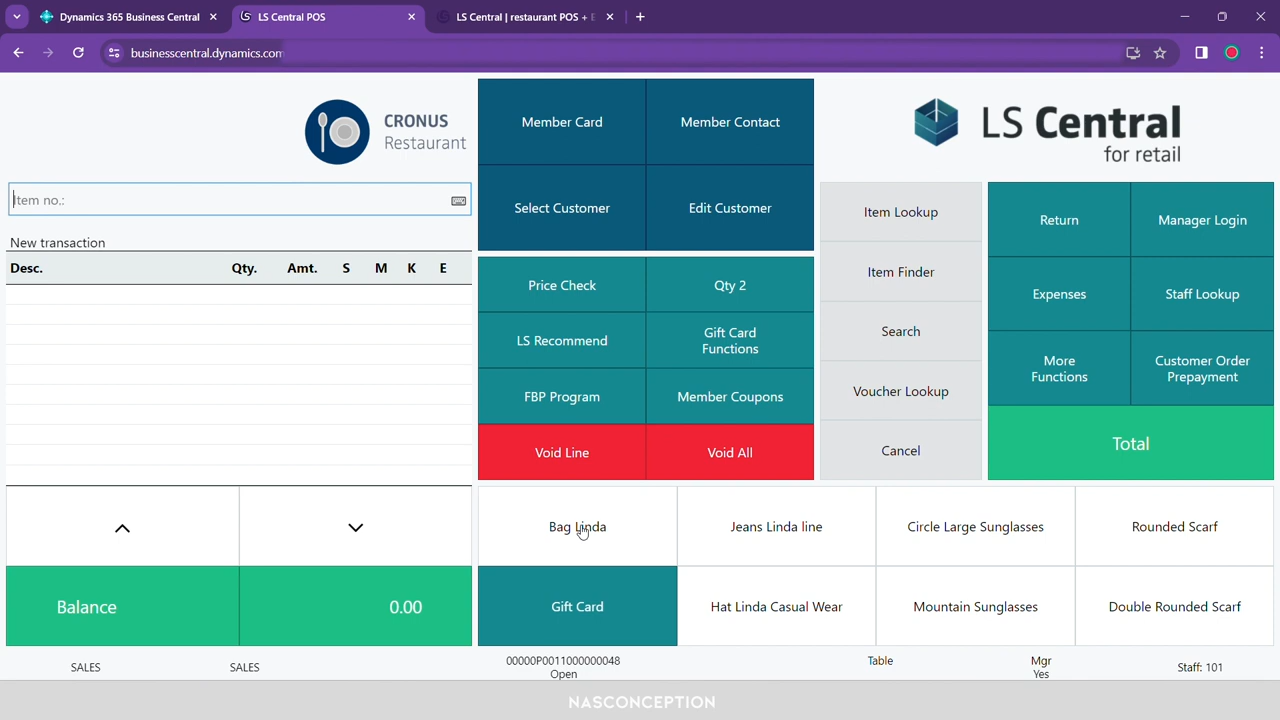 Dynamics 365 Business Central
LS Central POS
LS Central | restaurant POS + E
businesscentral.dynamics.com
CRONUS
Restaurant
Member Card
Member Contact
Select Customer
Edit Customer
LS Central
for retail
Item no.:
New transaction
Desc. Qty. Amt. S M K E
Price Check
Qty 2
LS Recommend
Gift Card
Functions
FBP Program
Member Coupons
Void Line
Void All
Item Lookup
Item Finder
Search
Voucher Lookup
Cancel
Return
Manager Login
Expenses
Staff Lookup
More
Functions
Customer Order
Prepayment
Total
Bag Linda
Jeans Linda line
Circle Large Sunglasses
Rounded Scarf
Balance 0.00
Gift Card
Hat Linda Casual Wear
Mountain Sunglasses
Double Rounded Scarf
SALES
SALES
00000P0011000000048
Open
Table
Mgr
Yes
Staff: 101
NASCONCEPTION